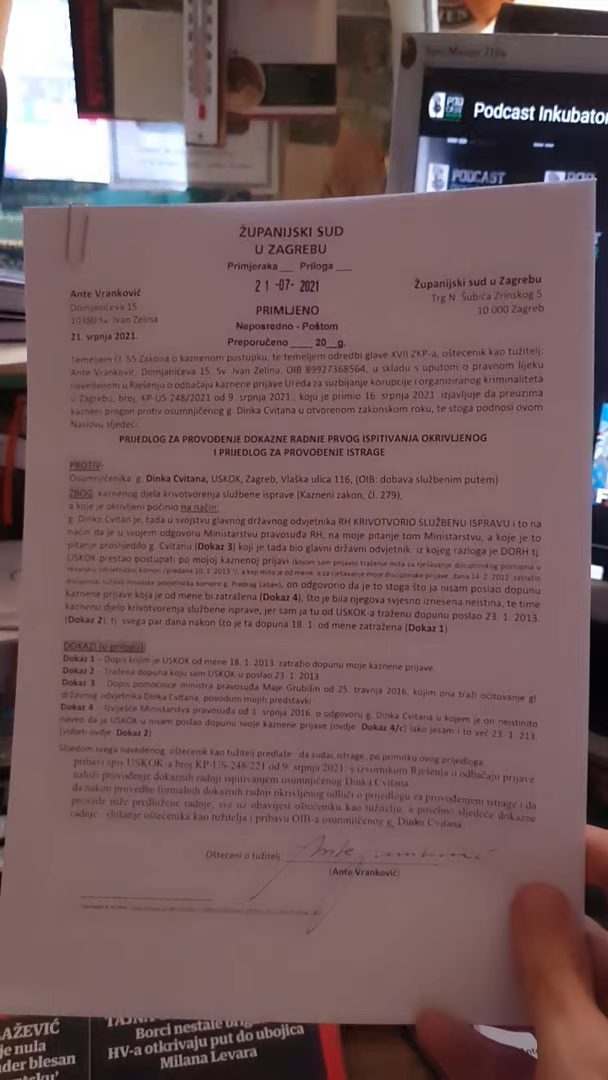 SyncMaster 710n
Podcast Inkubator
PODCAST
ŽUPANIJSKI SUD
U ZAGREBU
Primjeraka ___ Priloga ___
21 -07- 2021
PRIMLJENO
Neposredno - Poštom
Preporučeno ____ 20__g.
Ante Vranković
Domjanićeva 15
10380 Sv. Ivan Zelina
21. srpnja 2021.
Županijski sud u Zagrebu
Trg N. Šubića Zrinskog 5
10 000 Zagreb
Temeljem čl. 55 Zakona o kaznenom postupku, te temeljem odredbi glave XVII ZKP-a, oštećenik kao tužitelj:
Ante Vranković, Domjanićeva 15, Sv. Ivan Zelina, OIB 89927368564, u skladu s uputom o pravnom lijeku
navedenom u Rješenju o odbačaju kaznene prijave Ureda za suzbijanje korupcije i organiziranog kriminaliteta
u Zagrebu, broj: KP-US 248/2021 od 9. srpnja 2021., koju je primio 16. srpnja 2021. izjavljuje da preuzima
kazneni progon protiv osumnjičenog g. Dinka Cvitana u otvorenom zakonskom roku, te stoga podnosi ovom
Naslovu sljedeći:
PRIJEDLOG ZA PROVOĐENJE DOKAZNE RADNJE PRVOG ISPITIVANJA OKRIVLJENOG
I PRIJEDLOG ZA PROVOĐENJE ISTRAGE
PROTIV:
Osumnjičenika: g. Dinka Cvitana, USKOK, Zagreb, Vlaška ulica 116, (OIB: dobava službenim putem)
ZBOG: kaznenog djela krivotvorenja službene isprave (Kazneni zakon, čl. 279),
a koje je okrivljeni počinio na način:
g. Dinko Cvitan je, tada u svojstvu glavnog državnog odvjetnika RH KRIVOTVORIO SLUŽBENU ISPRAVU i to na
način da je u svojem odgovoru Ministarstvu pravosuđa RH, na moje pitanje tom Ministarstvu, a koje je to
pitanje proslijedilo g. Cvitanu (Dokaz 3) koji je tada bio glavni državni odvjetnik: iz kojeg razloga je DORH tj.
USKOK prestao postupati po mojoj kaznenoj prijavi
on odgovorio da je to stoga što ja nisam poslao dopunu
kaznene prijave koja je od mene bi zatražena (Dokaz 4), što je bila njegova svjesno iznesena neistina, te time
kazneno djelo krivotvorenja službene isprave, jer sam ja tu od USKOK-a traženu dopunu poslao 23. 1. 2013.
(Dokaz 2), tj. svega par dana nakon što je ta dopuna 18. 1. od mene zatražena (Dokaz 1)
DOKAZI (u prilogu):
Dokaz 1 - Dopis kojim je USKOK od mene 18. 1. 2013. zatražio dopunu moje kaznene prijave.
Dokaz 2 - Tražena dopuna koju sam USKOK u poslao 23. 1. 2013
Dokaz 3 - Dopis pomoćnice ministra pravosuđa Maje Grubišin od 25. travnja 2016, kojim ona traži očitovanje gl
državnog odvjetnika Dinka Cvitana, povodom mojih predstavki
Dokaz 4 - Izvješće Ministarstva pravosuđa od 1. srpnja 2016. o odgovoru g. Dinka Cvitana u kojem je on neistinito
naveo da ja USKOK u nisam poslao dopunu svoje kaznene prijave (ovdje: Dokaz 4/c) iako jesam i to već 23. 1. 213
(vidjeti ovdje: Dokaz 2)
Slijedom svega navedenog, oštećenik kao tužitelj predlaže da sudac istrage, po primitku ovog prijedloga:
pribavi spis USKOK-a broj KP-US-248/221 od 9. srpnja 2021. s izvornikom Rješenja o odbačaju prijave
naloži provođenje dokaznih radnji ispitivanjem osumnjičenog Dinka Cvitana
da nakon provedbe formalnih dokaznih radnji okrivljenog odluči o prijedlogu za provođenjem istrage i da
provede niže predložene radnje, sve uz obavijest oštećeniku kao tužitelju, a posebno sljedeće dokazne
radnje: slušanje oštećenika kao tužitelja i pribavu OIB-a osumnjičenog g. Dinka Cvitana
Oštećeni o tužitelj:
(Ante Vranković)
AŽEVIĆ
je nula
der blesan
Borci nestale
HV-a otkrivaju put do ubojica
Milana Levara